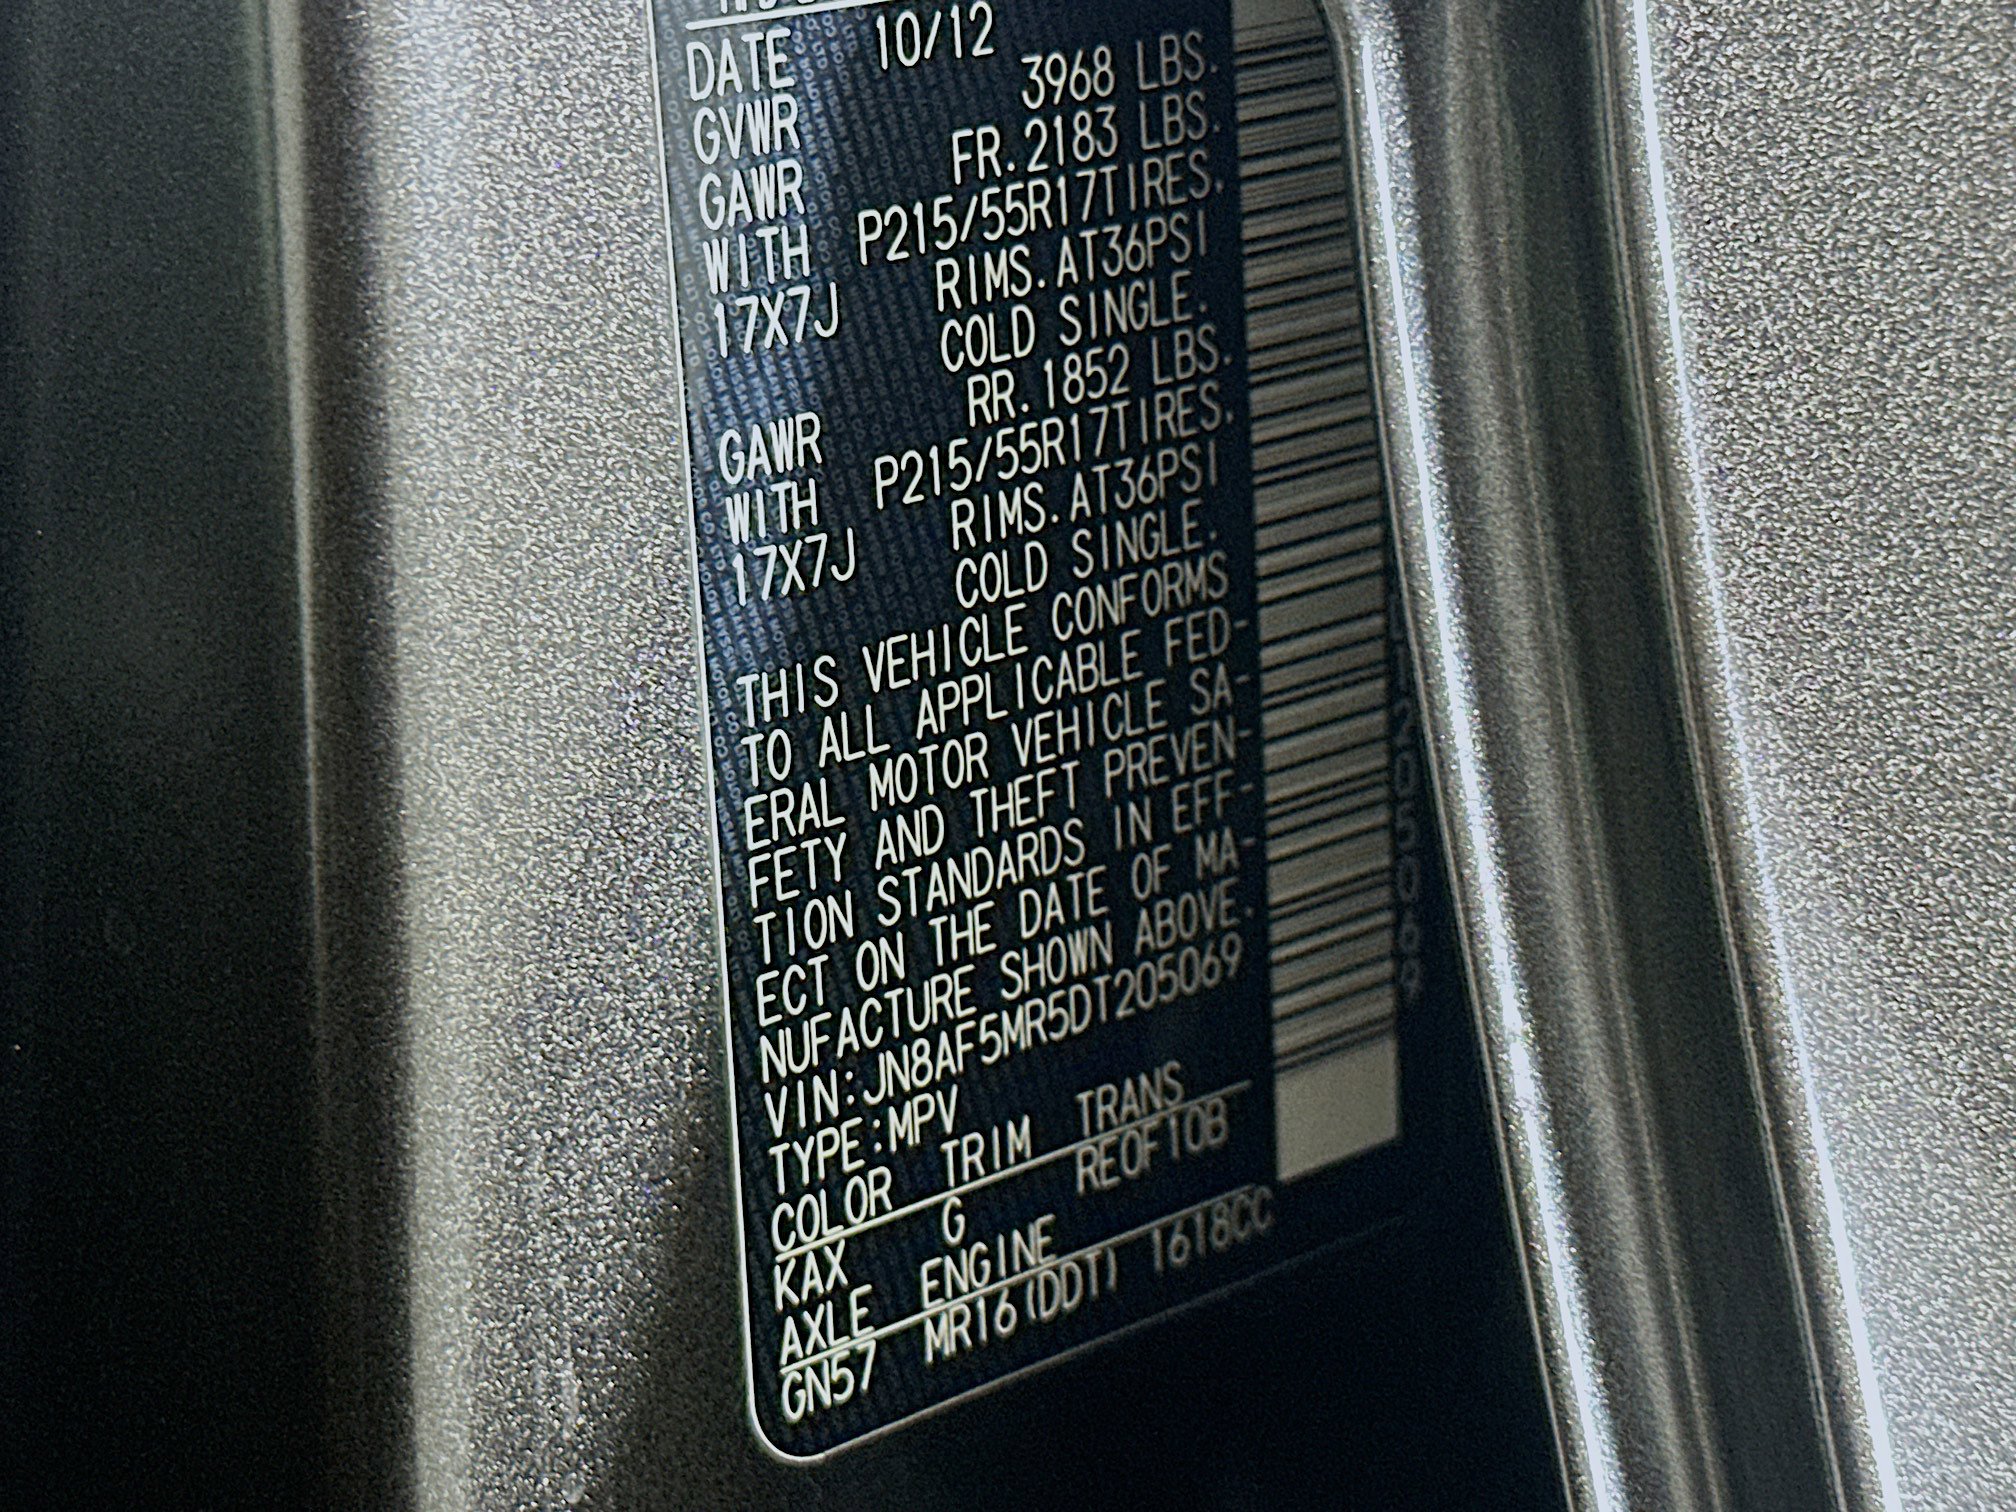 DATE 10/12
GVWR 3968 LBS.
GAWR FR.2183 LBS.
WITH P215/55R17TIRES.
17X7J RIMS.AT36PSI
COLD SINGLE.
GAWR RR.1852 LBS.
WITH P215/55R17TIRES.
17X7J RIMS.AT36PSI
COLD SINGLE.
THIS VEHICLE CONFORMS
TO ALL APPLICABLE FED-
ERAL MOTOR VEHICLE SA-
FETY AND THEFT PREVEN-
TION STANDARDS IN EFF-
ECT ON THE DATE OF MA-
NUFACTURE SHOWN ABOVE.
VIN:JN8AF5MR5DT205069
TYPE:MPV
COLOR TRIM TRANS
KAX G RE0F10B
AXLE ENGINE
GN57 MR16(DDT) 1618CC